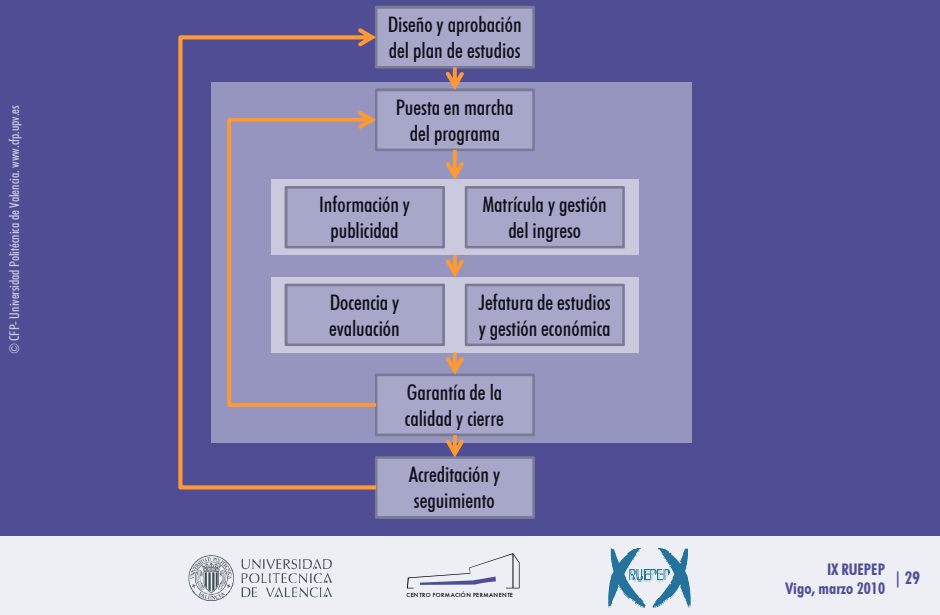 Diseño y aprobación
del plan de estudios
Puesta en marcha
del programa
Información y
publicidad
Matrícula y gestión
del ingreso
Docencia y
evaluación
Jefatura de estudios
y gestión económica
Garantía de la
calidad y cierre
Acreditación y
seguimiento
© CFP- Universidad Politécnica de Valencia. www.cfp.upv.es
UNIVERSIDAD
POLITECNICA
DE VALENCIA
CENTRO FORMACIÓN PERMANENTE
RUEPEP
IX RUEPEP
Vigo, marzo 2010
| 29